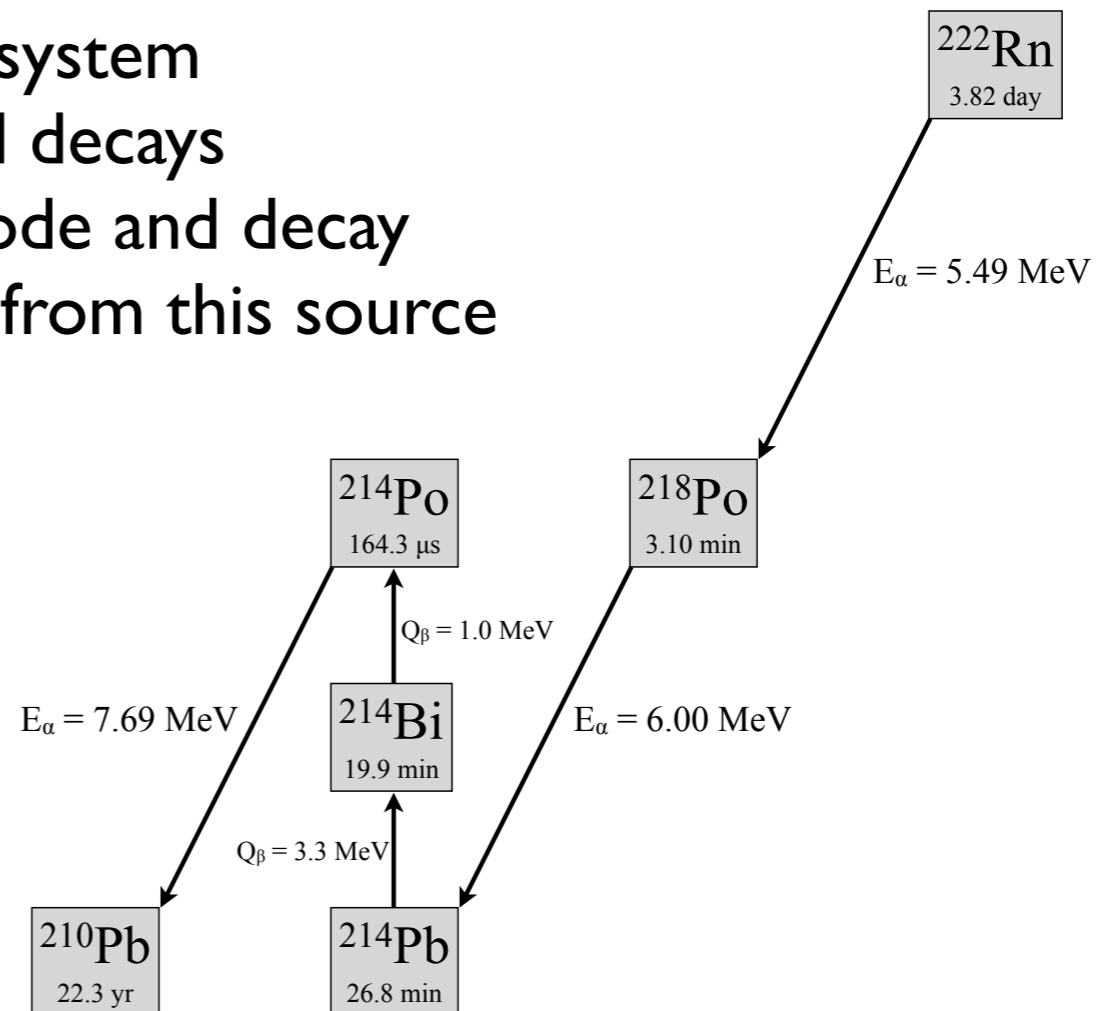 system
decays
ode and decay
from this source
²²²Rn
3.82 day
Eα = 5.49 MeV
²¹⁴Po
164.3 μs
²¹⁸Po
3.10 min
Qβ = 1.0 MeV
Eα = 7.69 MeV
²¹⁴Bi
19.9 min
Eα = 6.00 MeV
Qβ = 3.3 MeV
²¹⁰Pb
22.3 yr
²¹⁴Pb
26.8 min